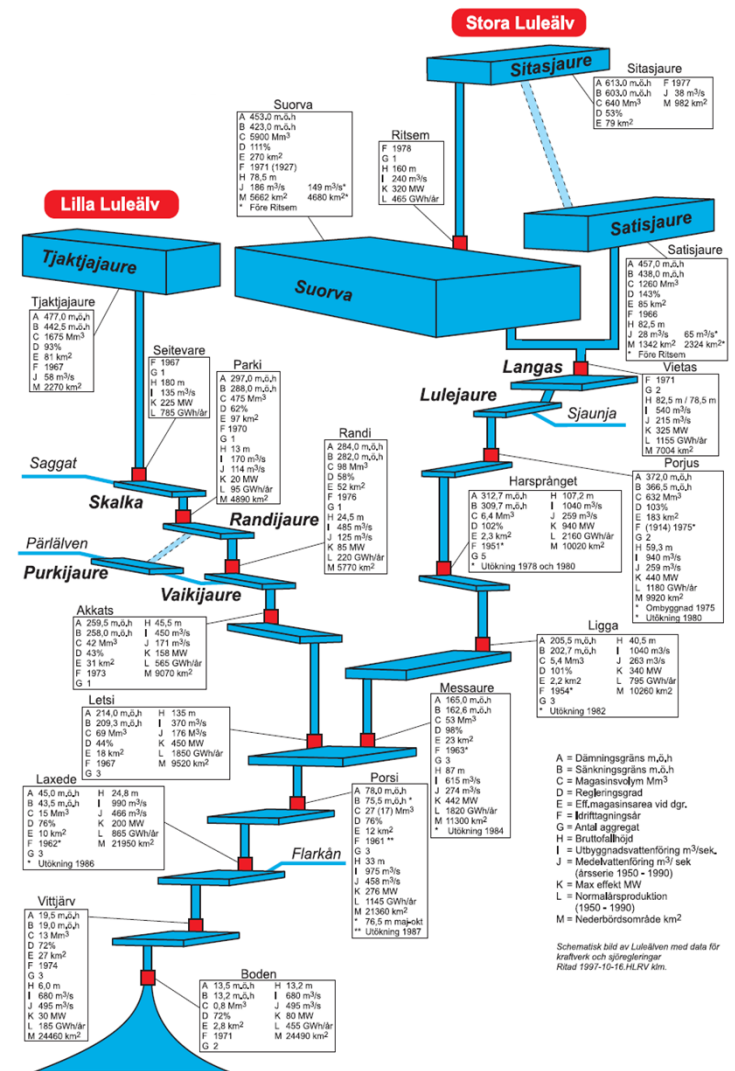 Stora Luleälv
Sitasjaure
Sitasjaure
A 613.0 m.ö.h F 1977
B 603.0 m.ö.h J 38 m³/s
C 640 Mm³ M 982 km²
D 53%
E 79 km²
Suorva
A 453.0 m.ö.h
B 423,0 m.ö.h
C 5900 Mm³
D 111%
E 270 km²
F 1971 (1927)
H 78,5 m
J 186 m³/s 149 m³/s*
M 5662 km² 4680 km²*
* Före Ritsem
Ritsem
F 1978
G 1
H 160 m
I 240 m³/s
K 320 MW
L 465 GWh/år
Lilla Luleälv
Tjaktjajaure
Suorva
Satisjaure
Satisjaure
A 457,0 m.ö.h
B 438,0 m.ö.h
C 1260 Mm³
D 143%
E 85 km²
F 1966
H 82,5 m
J 28 m³/s 65 m³/s*
M 1342 km² 2324 km²*
* Före Ritsem
Tjaktjajaure
A 477,0 m.ö.h
B 442,5 m.ö.h
C 1675 Mm³
D 93%
E 81 km²
F 1967
J 58 m³/s
M 2270 km²
Seitevare
F 1967
G 1
H 180 m
I 135 m³/s
K 225 MW
L 785 GWh/år
Parki
A 297,0 m.ö.h
B 288,0 m.ö.h
C 475 Mm³
D 62%
E 97 km²
F 1970
G 1
H 13 m
I 170 m³/s
J 114 m³/s
K 20 MW
L 95 GWh/år
M 4890 km²
Langas
Vietas
F 1971
G 2
H 82,5 m / 78,5 m
I 540 m³/s
J 215 m³/s
K 325 MW
L 1155 GWh/år
M 7004 km²
Lulejaure
Sjaunja
Randi
A 284,0 m.ö.h
B 282,0 m.ö.h
C 98 Mm³
D 58%
E 52 km²
F 1976
G 1
H 24,5 m
I 485 m³/s
J 125 m³/s
K 85 MW
L 220 GWh/år
M 5770 km²
Saggat
Skalka
Randijaure
Pärlälven
Purkijaure
Vaikijaure
Harsprånget
A 312,7 m.ö.h H 107,2 m
B 309,7 m.ö.h I 1040 m³/s
C 6,4 Mm³ J 259 m³/s
D 102% K 940 MW
E 2,3 km² L 2160 GWh/år
F 1951* M 10020 km²
G 5
* Utökning 1978 och 1980
Porjus
A 372,0 m.ö.h
B 366,5 m.ö.h
C 632 Mm³
D 103%
E 183 km²
F (1914) 1975*
G 2
H 59,3 m
I 940 m³/s
J 259 m³/s
K 440 MW
L 1180 GWh/år
M 9920 km²
* Ombyggnad 1975
* Utökning 1980
Akkats
A 259,5 m.ö.h H 45,5 m
B 258,0 m.ö.h I 450 m³/s
C 42 Mm³ J 171 m³/s
D 43% K 158 MW
E 31 km² L 565 GWh/år
F 1973 M 9070 km²
G 1
Ligga
A 205,5 m.ö.h H 40,5 m
B 202,7 m.ö.h I 1040 m3/s
C 5,4 Mm3 J 263 m3/s
D 101% K 340 MW
E 2,2 km2 L 795 GWh/år
F 1954* M 10260 km2
G 3
* Utökning 1982
Letsi
A 214,0 m.ö.h H 135 m
B 209,3 m.ö.h I 370 m³/s
C 69 Mm³ J 176 M³/s
D 44% K 450 MW
E 18 km² L 1850 GWh/år
F 1967 M 9520 km²
G 3
Messaure
A 165,0 m.ö.h
B 162,6 m.ö.h
C 53 Mm³
D 98%
E 23 km²
F 1963*
G 3
H 87 m
I 615 m³/s
J 274 m³/s
K 442 MW
L 1820 GWh/år
M 11300 km²
* Utökning 1984
Laxede
A 45,0 m.ö.h H 24,8 m
B 43,5 m.ö.h I 990 m³/s
C 15 Mm³ J 466 m³/s
D 76% K 200 MW
E 10 km² L 865 GWh/år
F 1962* M 21950 km²
G 3
* Utökning 1986
Porsi
A 78,0 m.ö.h
B 75,5 m.ö.h *
C 27 (17) Mm³
D 76%
E 12 km²
F 1961 **
G 3
H 33 m
I 975 m³/s
J 458 m³/s
K 276 MW
L 1145 GWh/år
M 21360 km²
* 76,5 m maj-okt
** Utökning 1987
Flarkån
A = Dämningsgräns m.ö.h
B = Sänkningsgräns m.ö.h
C = Magasinsvolym Mm³
D = Regleringsgrad
E = Eff.magasinsarea vid dgr.
F = Idrifttagningsår
G = Antal aggregat
H = Bruttofallhöjd
I = Utbyggnadsvattenföring m³/sek.
J = Medelvattenföring m³/ sek
(årsserie 1950 - 1990)
K = Max effekt MW
L = Normalårsproduktion
(1950 - 1990)
M = Nederbördsområde km²
Vittjärv
A 19,5 m.ö.h
B 19,0 m.ö.h
C 13 Mm³
D 72%
E 27 km²
F 1974
G 3
H 6,0 m
I 680 m³/s
J 495 m³/s
K 30 MW
L 185 GWh/år
M 24460 km²
Boden
A 13,5 m.ö.h H 13,2 m
B 13,2 m.ö.h I 680 m³/s
C 0,8 Mm³ J 495 m³/s
D 72% K 80 MW
E 2,8 km² L 455 GWh/år
F 1971 M 24490 km²
G 2
Schematisk bild av Luleälven med data för
kraftverk och sjöregleringar
Ritad 1997-10-16.HLRV klm.